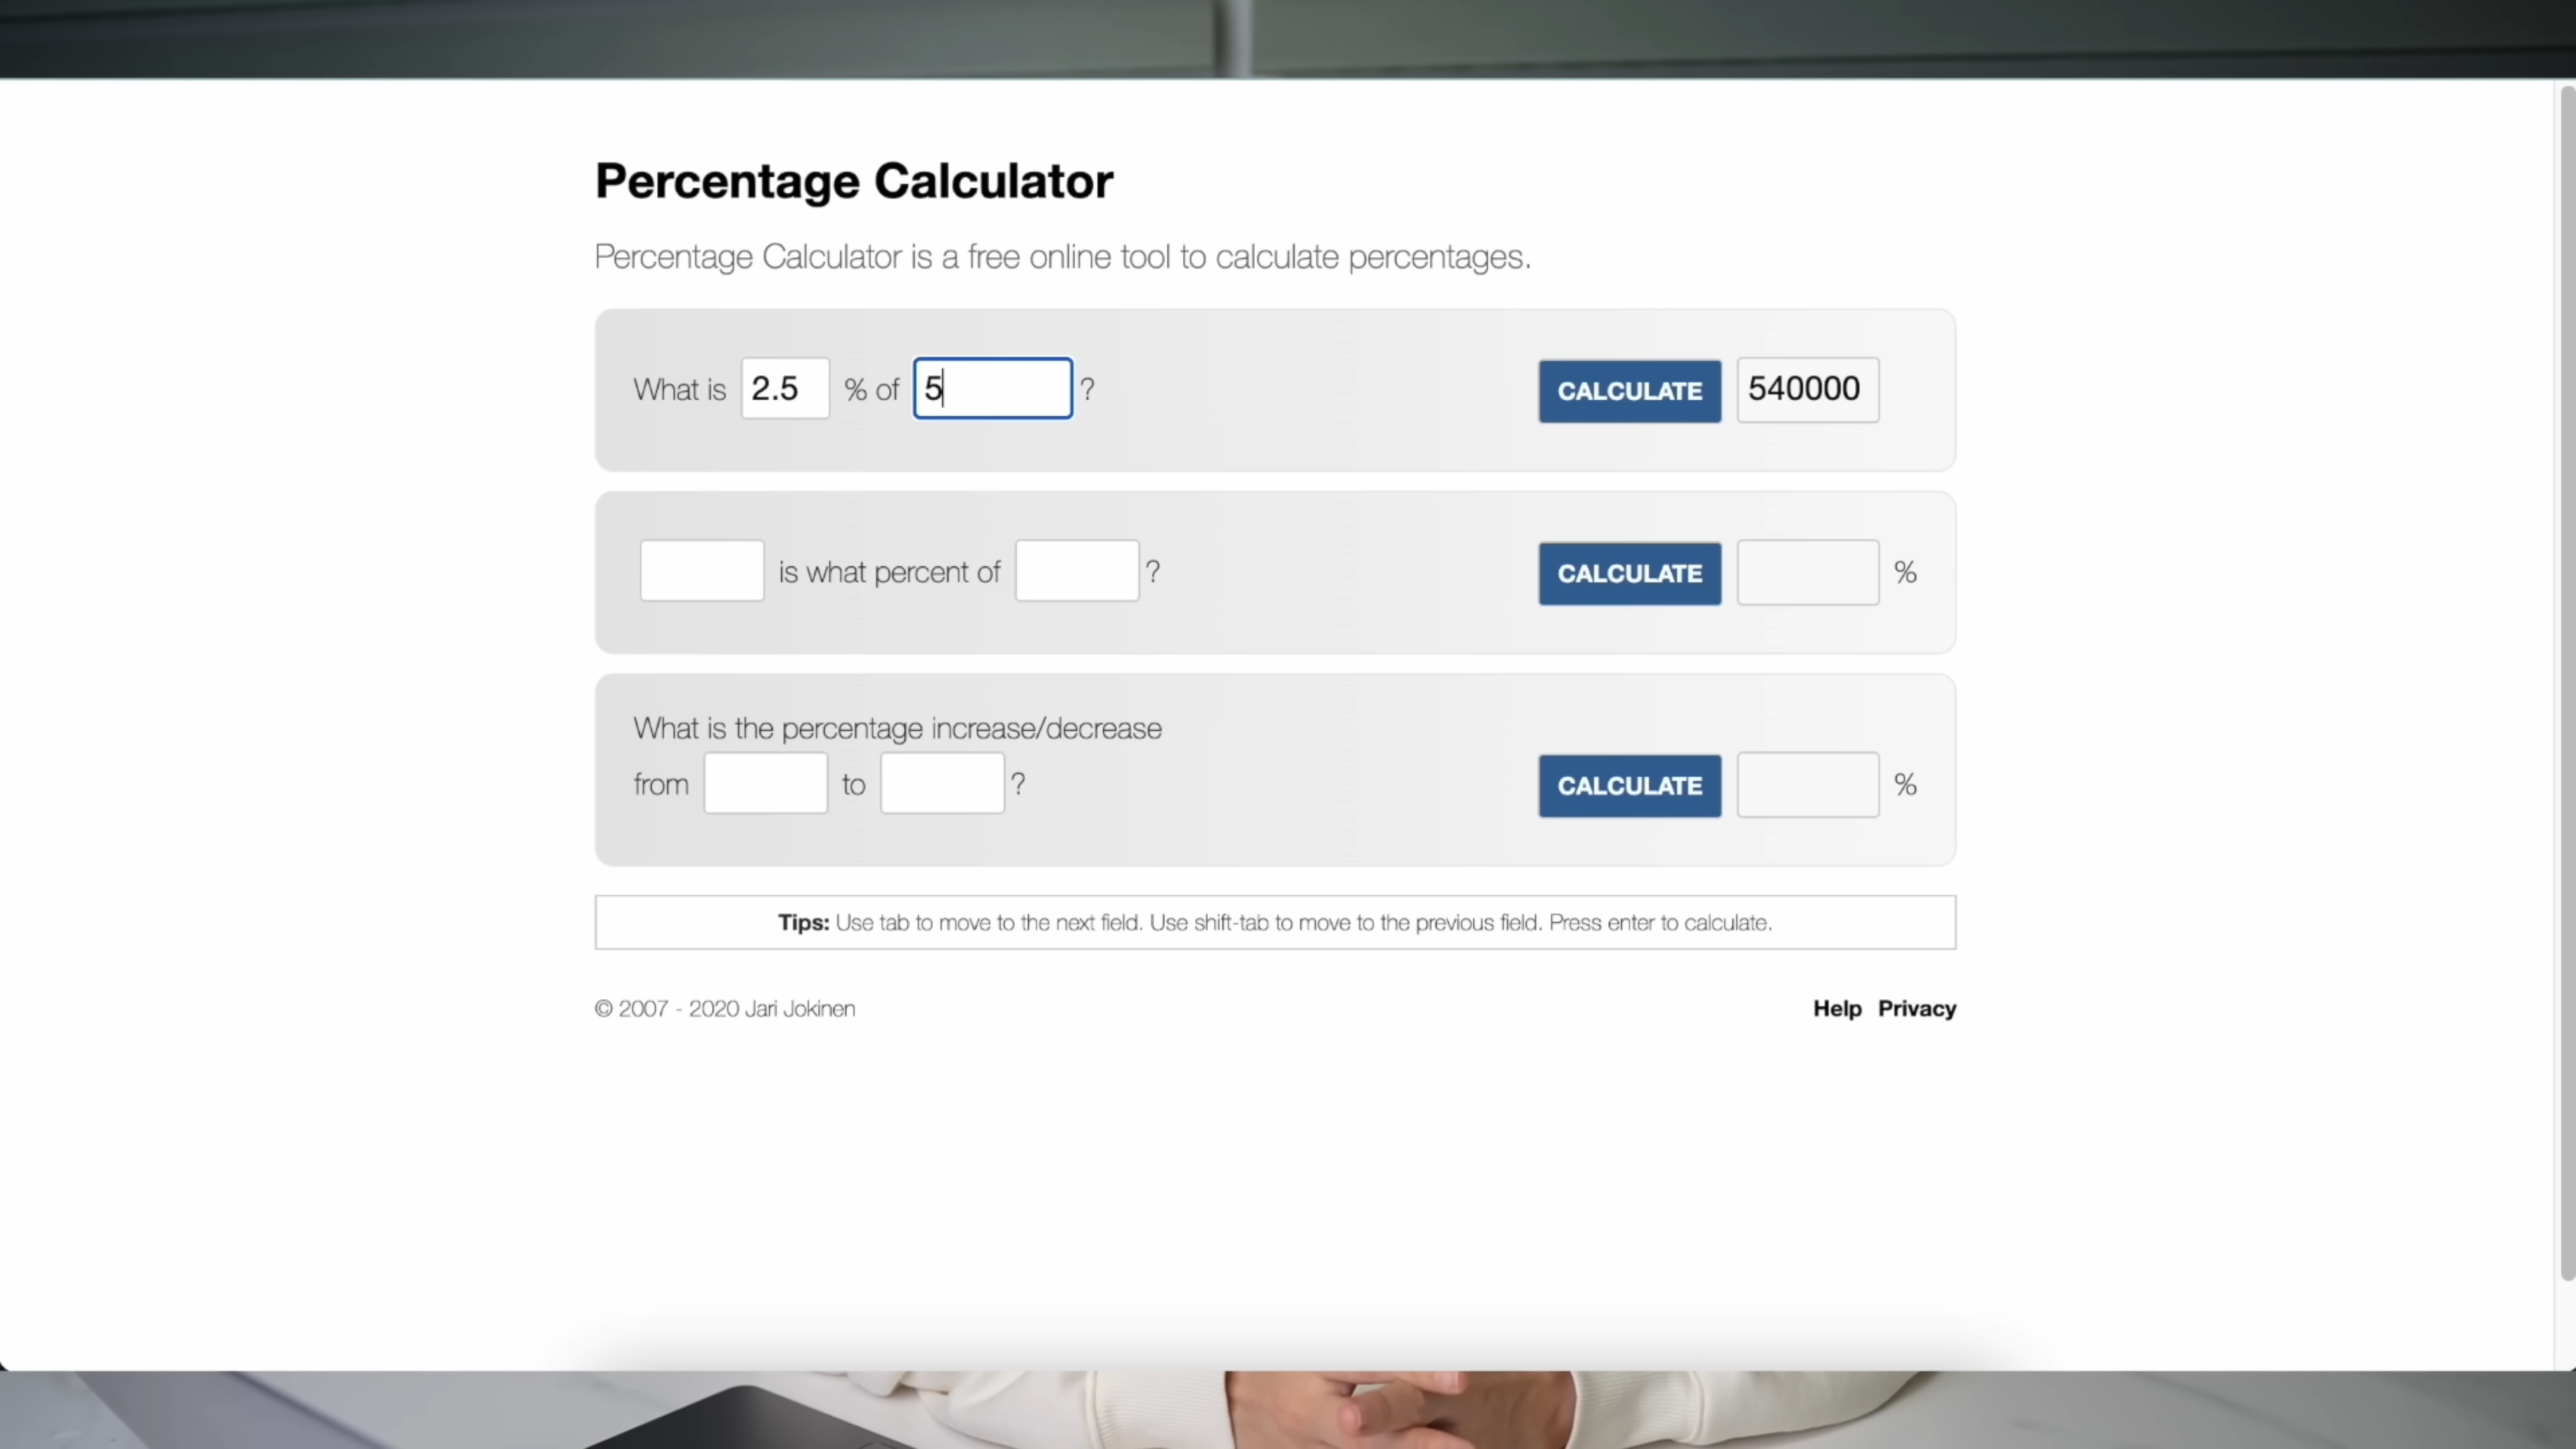 Percentage Calculator
Percentage Calculator is a free online tool to calculate percentages.
What is 2.5 % of 5 ? CALCULATE 540000
is what percent of ? CALCULATE %
What is the percentage increase/decrease
from to ? CALCULATE %
Tips: Use tab to move to the next field. Use shift-tab to move to the previous field. Press enter to calculate.
© 2007 - 2020 Jari Jokinen Help Privacy